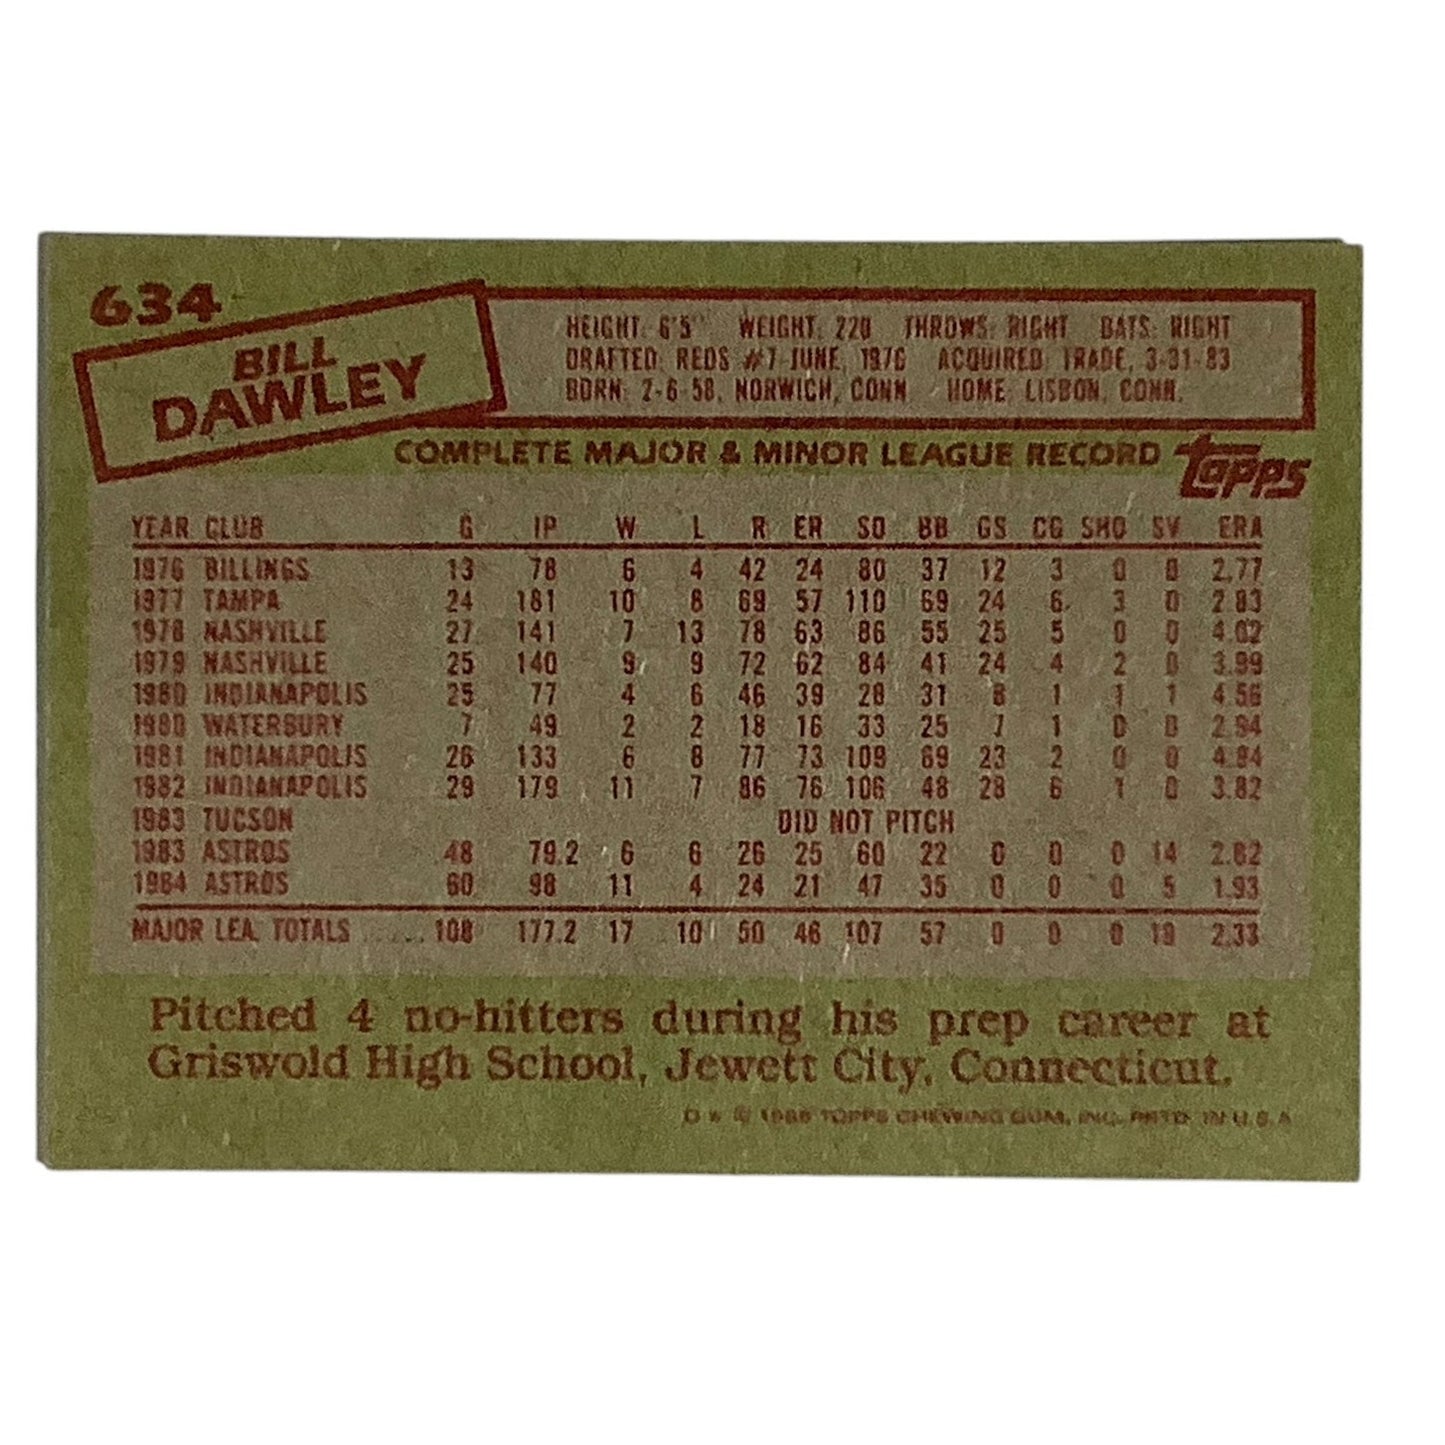 634
BILL
DAWLEY
HEIGHT: 6'5" WEIGHT: 220 THROWS: RIGHT BATS: RIGHT
DRAFTED: REDS #7-JUNE, 1976 ACQUIRED: TRADE, 3-31-83
BORN: 2-6-58, NORWICH, CONN. HOME: LISBON, CONN.
COMPLETE MAJOR & MINOR LEAGUE RECORD topps
YEAR CLUB G IP W L R ER SO BB GS CG SHO SV ERA
1976 BILLINGS 13 78 6 4 42 24 80 37 12 3 0 0 2.77
1977 TAMPA 24 181 10 8 69 57 110 69 24 6 3 0 2.83
1978 NASHVILLE 27 141 7 13 78 63 86 55 25 5 0 0 4.02
1979 NASHVILLE 25 140 9 9 72 62 84 41 24 4 2 0 3.99
1980 INDIANAPOLIS 25 77 4 6 46 39 28 31 8 1 1 1 4.56
1980 WATERBURY 7 49 2 2 18 16 33 25 7 1 0 0 2.94
1981 INDIANAPOLIS 26 133 6 8 77 73 109 69 23 2 0 0 4.94
1982 INDIANAPOLIS 29 179 11 7 86 76 106 48 28 6 1 0 3.82
1983 TUCSON DID NOT PITCH
1983 ASTROS 48 79.2 6 6 26 25 60 22 0 0 0 14 2.82
1984 ASTROS 60 98 11 4 24 21 47 35 0 0 0 5 1.93
MAJOR LEA. TOTALS ..... 108 177.2 17 10 50 46 107 57 0 0 0 19 2.33
Pitched 4 no-hitters during his prep career at
Griswold High School, Jewett City, Connecticut.
© TOPPS CHEWING GUM, INC. PRTD. IN U.S.A.